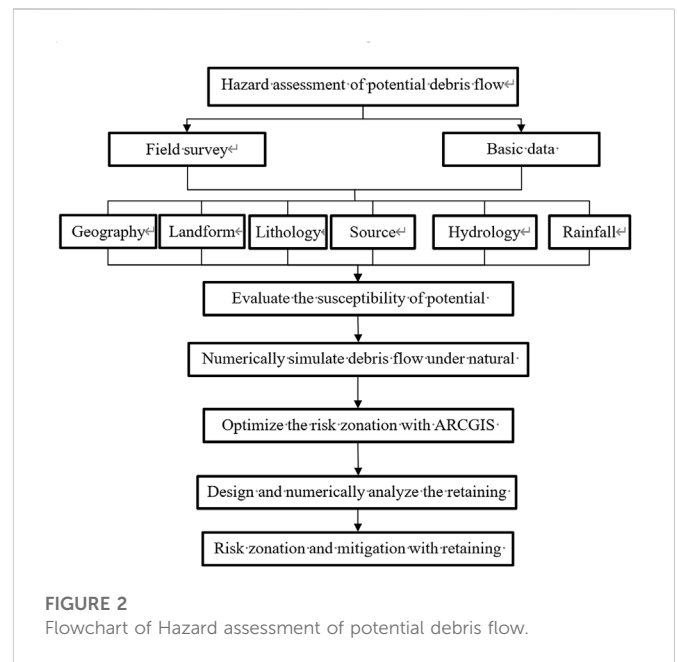 Hazard assessment of potential debris flow
Field survey
Basic data
Geography
Landform
Lithology
Source
Hydrology
Rainfall
Evaluate the susceptibility of potential
Numerically simulate debris flow under natural
Optimize the risk zonation with ARCGIS
Design and numerically analyze the retaining
Risk zonation and mitigation with retaining
FIGURE 2
Flowchart of Hazard assessment of potential debris flow.